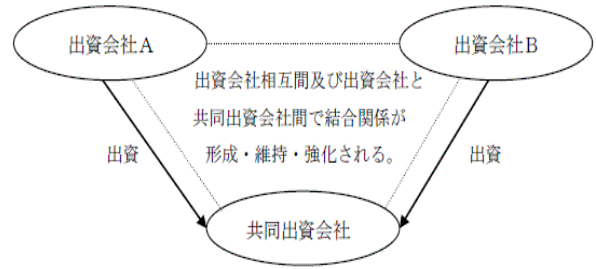 出資会社A
出資会社B
出資会社相互間及び出資会社と
共同出資会社間で結合関係が
形成・維持・強化される。
出資
出資
共同出資会社